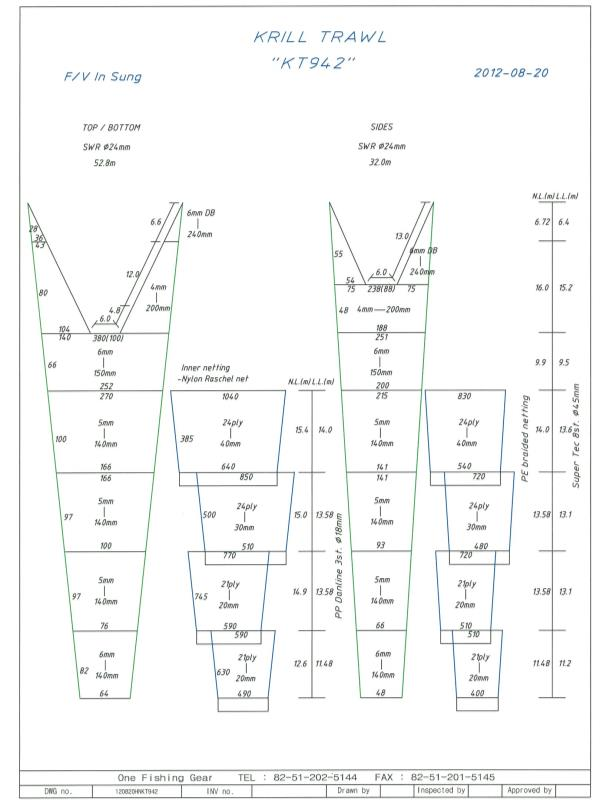 KRILL TRAWL
"KT942"
F/V In Sung
2012-08-20
TOP / BOTTOM
SWR ø24mm
52.8m
SIDES
SWR ø24mm
32.0m
N.L.(m) L.L.(m)
28
36
43
6.6
6mm DB
240mm
80
12.0
4mm
200mm
4.8
6.0
104
140
380(100)
66
6mm
150mm
252
270
100
5mm
140mm
166
166
97
5mm
140mm
100
97
5mm
140mm
76
82
6mm
140mm
64
Inner netting
-Nylon Raschel net
N.L.(m) L.L.(m)
1040
385
24ply
40mm
640
850
15.4
14.0
500
24ply
30mm
510
770
15.0
13.58
745
21ply
20mm
590
590
14.9
13.58
630
21ply
20mm
490
12.6
11.48
PP Danline 3st. ø18mm
55
13.0
6mm DB
240mm
54
75
6.0
238(88)
75
48
4mm
200mm
188
251
6mm
150mm
200
215
5mm
140mm
141
141
5mm
140mm
93
5mm
140mm
66
6mm
140mm
48
830
24ply
40mm
540
720
24ply
30mm
480
720
21ply
20mm
510
510
21ply
20mm
400
6.72
6.4
16.0
15.2
9.9
9.5
14.0
13.6
13.58
13.1
13.58
13.1
11.48
11.2
PE braided netting
Super Tec 8st. ø45mm
One Fishing Gear TEL : 82-51-202-5144 FAX : 82-51-201-5145
DWG no. 120820HNKT942 INV no. Drawn by Inspected by Approved by